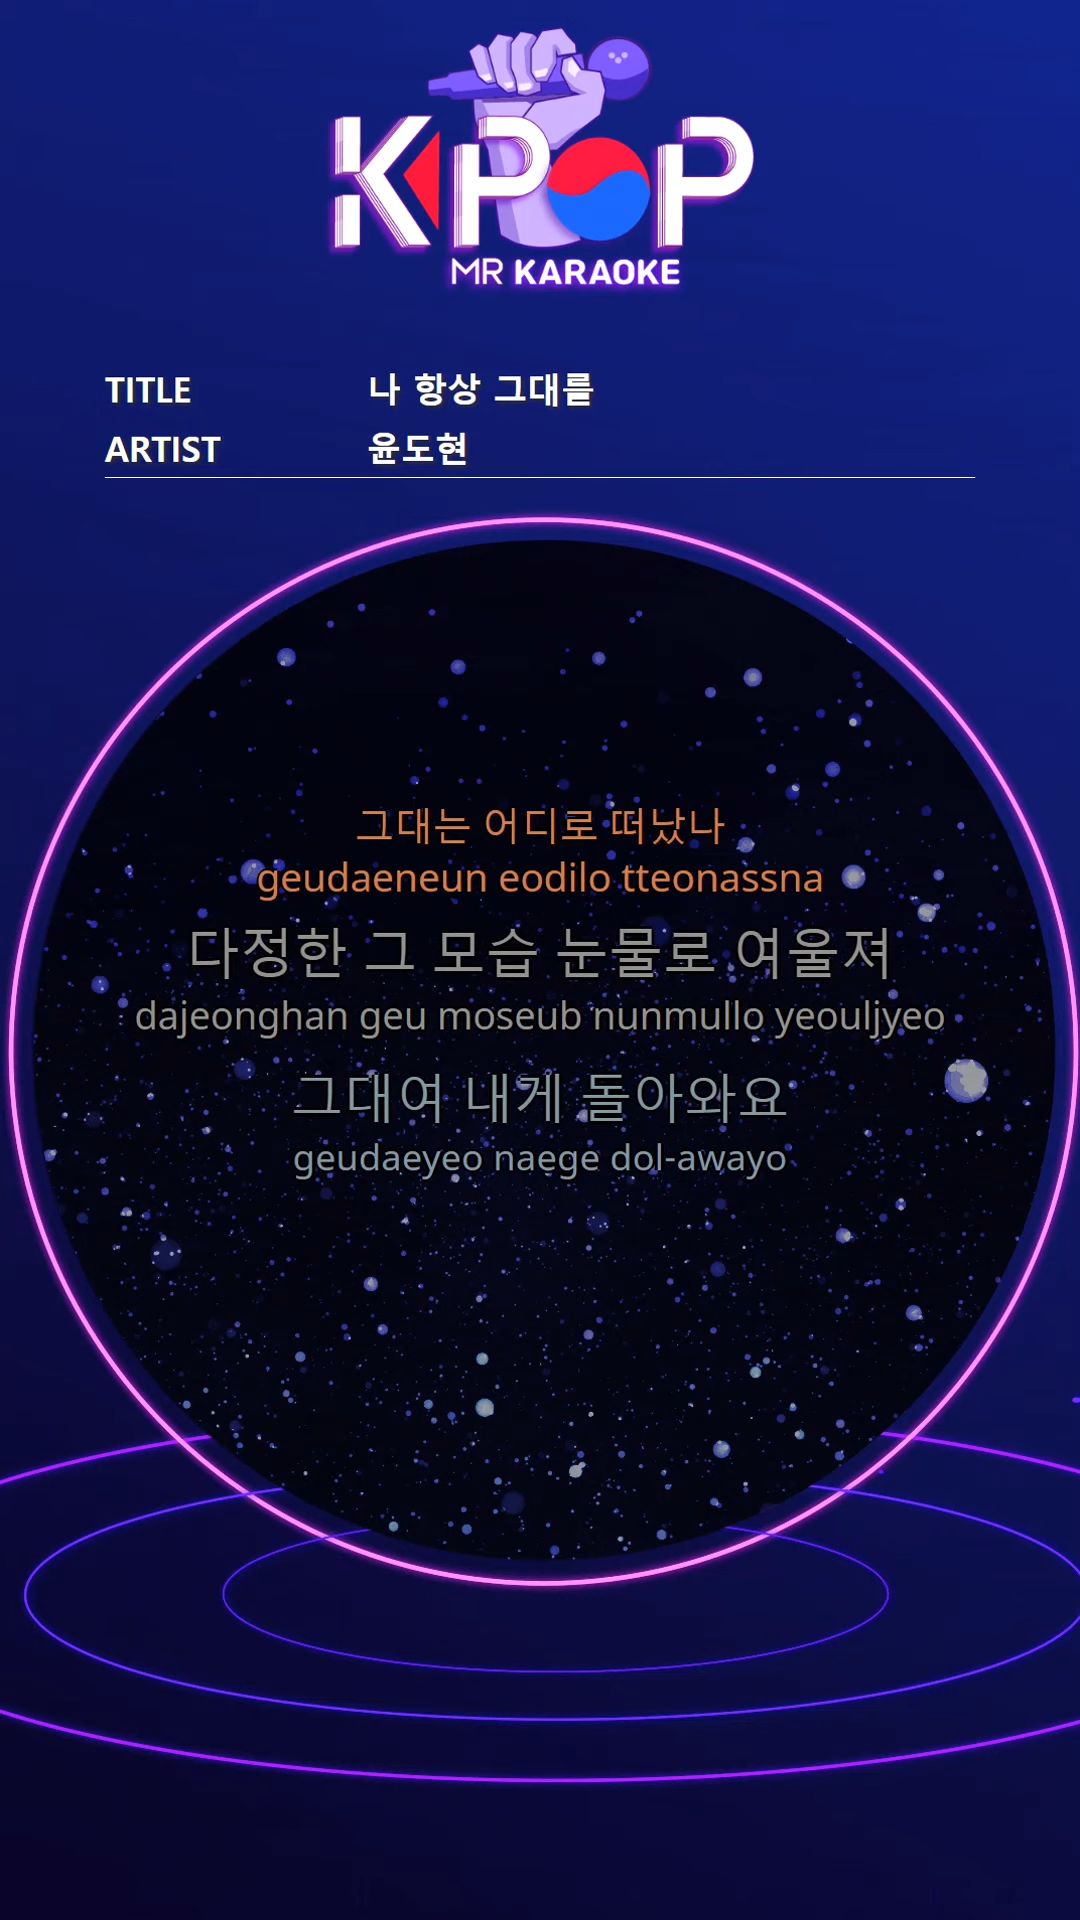 KPOP
MR KARAOKE
TITLE 나 항상 그대를
ARTIST 윤도현
그대는 어디로 떠났나
geudaeneun eodilo tteonassna
다정한 그 모습 눈물로 여울져
dajeonghan geu moseub nunmullo yeouljyeo
그대여 내게 돌아와요
geudaeyeo naege dol-awayo